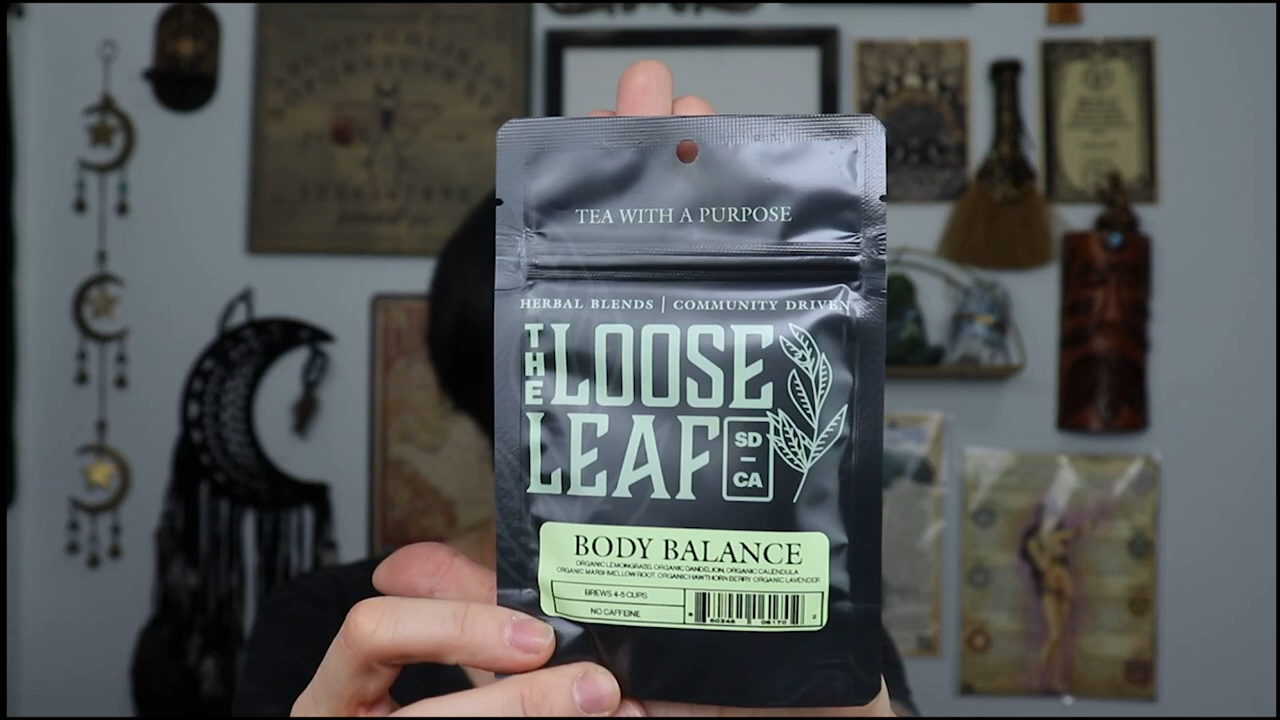 TEA WITH A PURPOSE
HERBAL BLENDS | COMMUNITY DRIVEN
THE LOOSE
LEAF SD – CA
BODY BALANCE
ORGANIC LEMONGRASS, ORGANIC DANDELION, ORGANIC CALENDULA
ORGANIC MARSHMELLOW ROOT, ORGANIC HAWTHORN BERRY ORGANIC LAVENDER
BREWS 4-5 CUPS
NO CAFFEINE